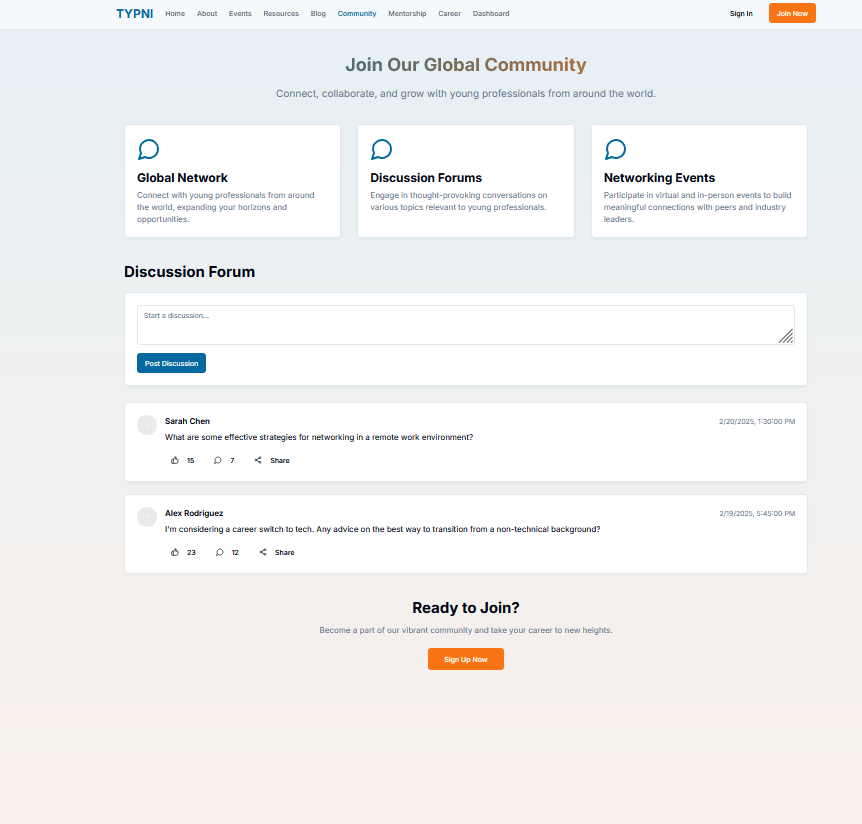 TYPNI Home About Events Resources Blog Community Mentorship Career Dashboard Sign In Join Now
Join Our Global Community
Connect, collaborate, and grow with young professionals from around the world.
Global Network
Connect with young professionals from around
the world, expanding your horizons and
opportunities.
Discussion Forums
Engage in thought-provoking conversations on
various topics relevant to young professionals.
Networking Events
Participate in virtual and in-person events to build
meaningful connections with peers and industry
leaders.
Discussion Forum
Start a discussion...
Post Discussion
Sarah Chen 2/20/2025, 1:30:00 PM
What are some effective strategies for networking in a remote work environment?
15 7 Share
Alex Rodriguez 2/19/2025, 5:45:00 PM
I'm considering a career switch to tech. Any advice on the best way to transition from a non-technical background?
23 12 Share
Ready to Join?
Become a part of our vibrant community and take your career to new heights.
Sign Up Now